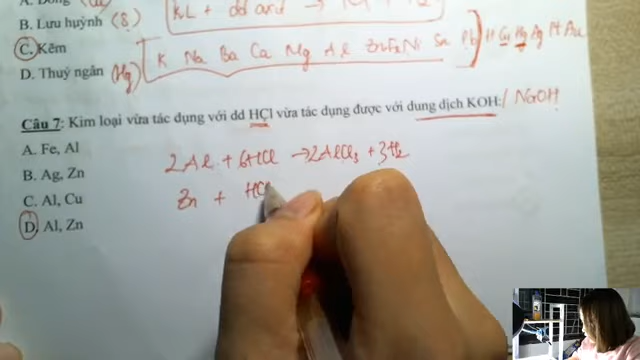 B. Lưu huỳnh (S)
KL + dd axit →
C. Kẽm
K Na Ba Ca Mg Al Zn Fe Ni Sn Pb H Cu Hg Ag Pt Au
D. Thuỷ ngân (Hg)
Câu 7: Kim loại vừa tác dụng với dd HCl vừa tác dụng được với dung dịch KOH: / NaOH
A. Fe, Al
2Al + 6HCl → 2AlCl3 + 3H2
B. Ag, Zn
Zn + HC
C. Al, Cu
D. Al, Zn